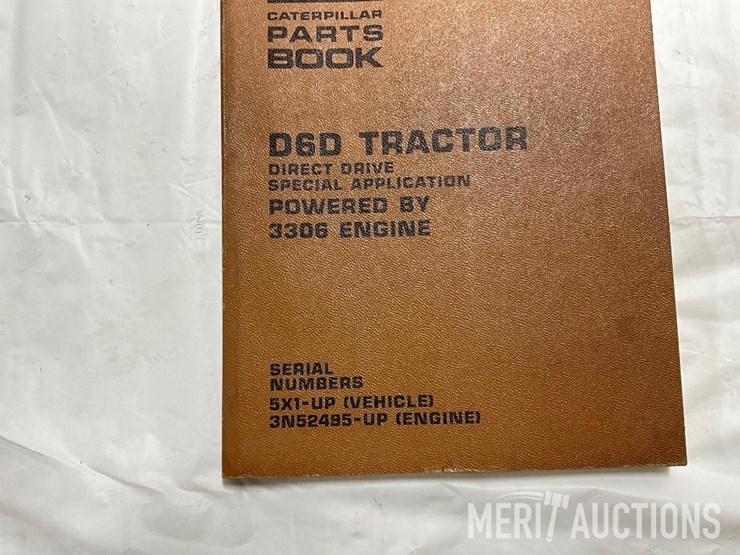 CATERPILLAR
PARTS
BOOK
D6D TRACTOR
DIRECT DRIVE
SPECIAL APPLICATION
POWERED BY
3306 ENGINE
SERIAL
NUMBERS
5X1-UP (VEHICLE)
3N52495-UP (ENGINE)
MERIT AUCTIONS